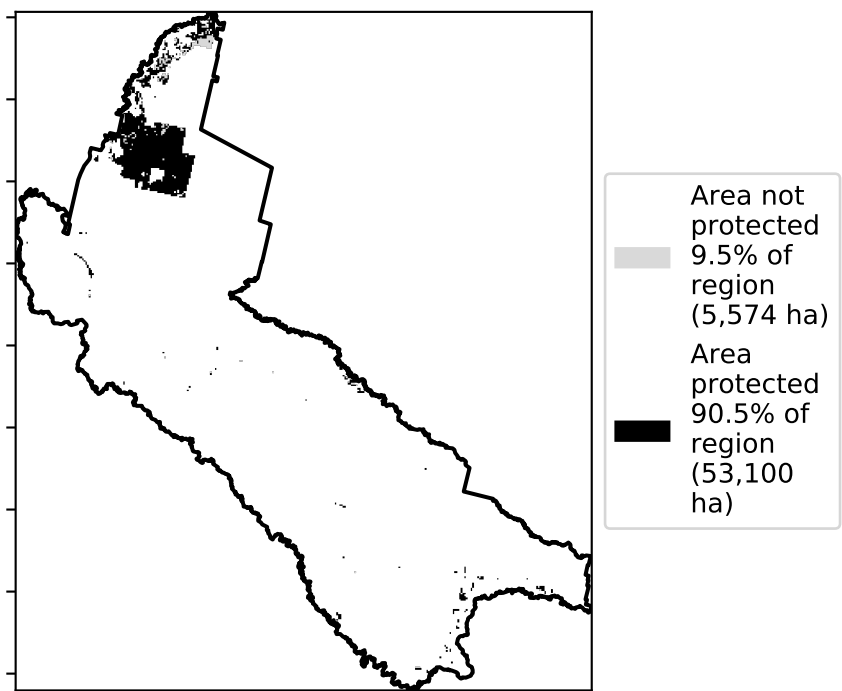 Area not
protected
9.5% of
region
(5,574 ha)
Area
protected
90.5% of
region
(53,100
ha)